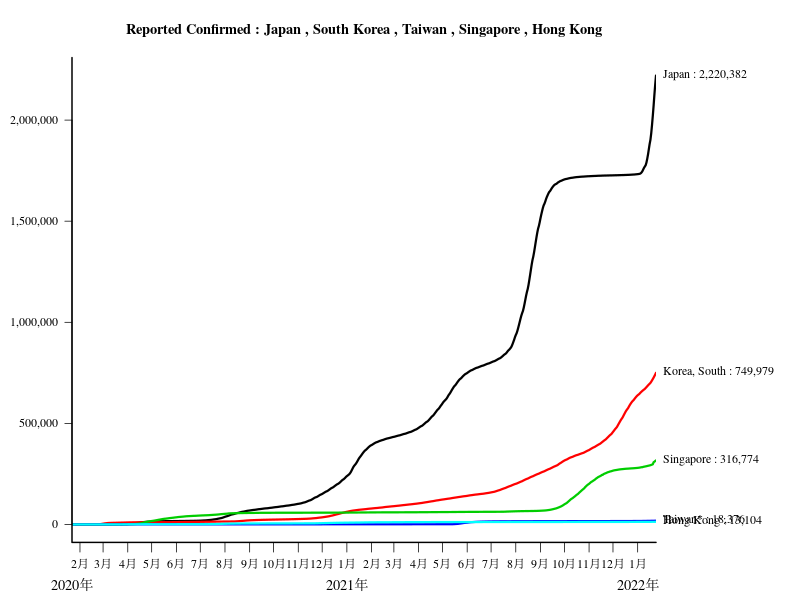 Reported Confirmed : Japan , South Korea , Taiwan , Singapore , Hong Kong
Japan : 2,220,382
2,000,000
1,500,000
1,000,000
Korea, South : 749,979
500,000
Singapore : 316,774
Taiwan* : 18,376
Hong Kong : 13,104
0
2月 3月 4月 5月 6月 7月 8月 9月 10月 11月 12月 1月 2月 3月 4月 5月 6月 7月 8月 9月 10月 11月 12月 1月
2020年 2021年 2022年